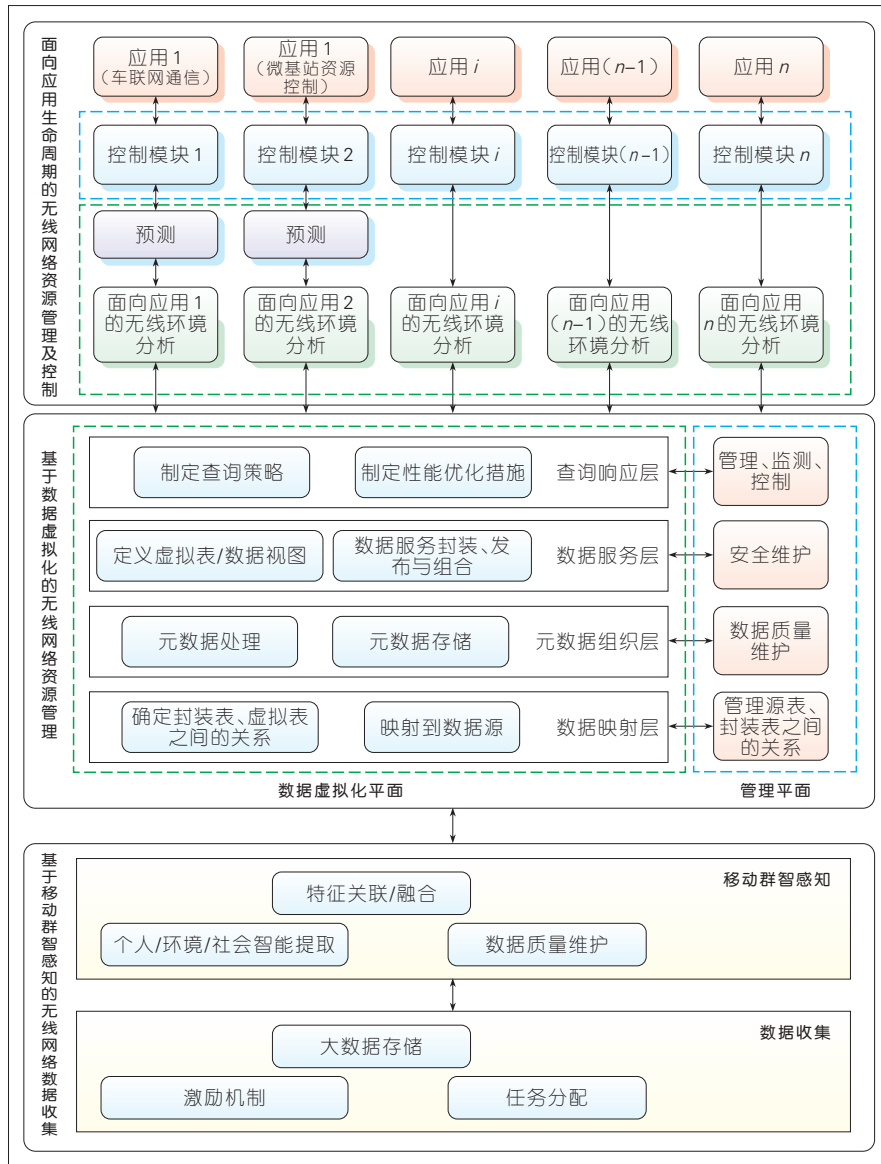 面向应用生命周期的无线网络资源管理及控制
应用1
(车联网通信)
应用1
(微基站资源
控制)
应用i
应用(n-1)
应用n
控制模块1
控制模块2
控制模块i
控制模块(n-1)
控制模块n
预测
预测
面向应用1
的无线环境
分析
面向应用2
的无线环境
分析
面向应用i
的无线环境
分析
面向应用
(n-1)的无线
环境分析
面向应用
n的无线环境
分析
基于数据虚拟化的无线网络资源管理
制定查询策略
制定性能优化措施
查询响应层
管理、监测、
控制
定义虚拟表/数据视图
数据服务封装、发
布与组合
数据服务层
安全维护
元数据处理
元数据存储
元数据组织层
数据质量
维护
确定封装表、虚拟表
之间的关系
映射到数据源
数据映射层
管理源表、
封装表之间
的关系
数据虚拟化平面
管理平面
基于移动群智感知的无线网络数据收集
特征关联/融合
移动群智感知
个人/环境/社会智能提取
数据质量维护
大数据存储
数据收集
激励机制
任务分配